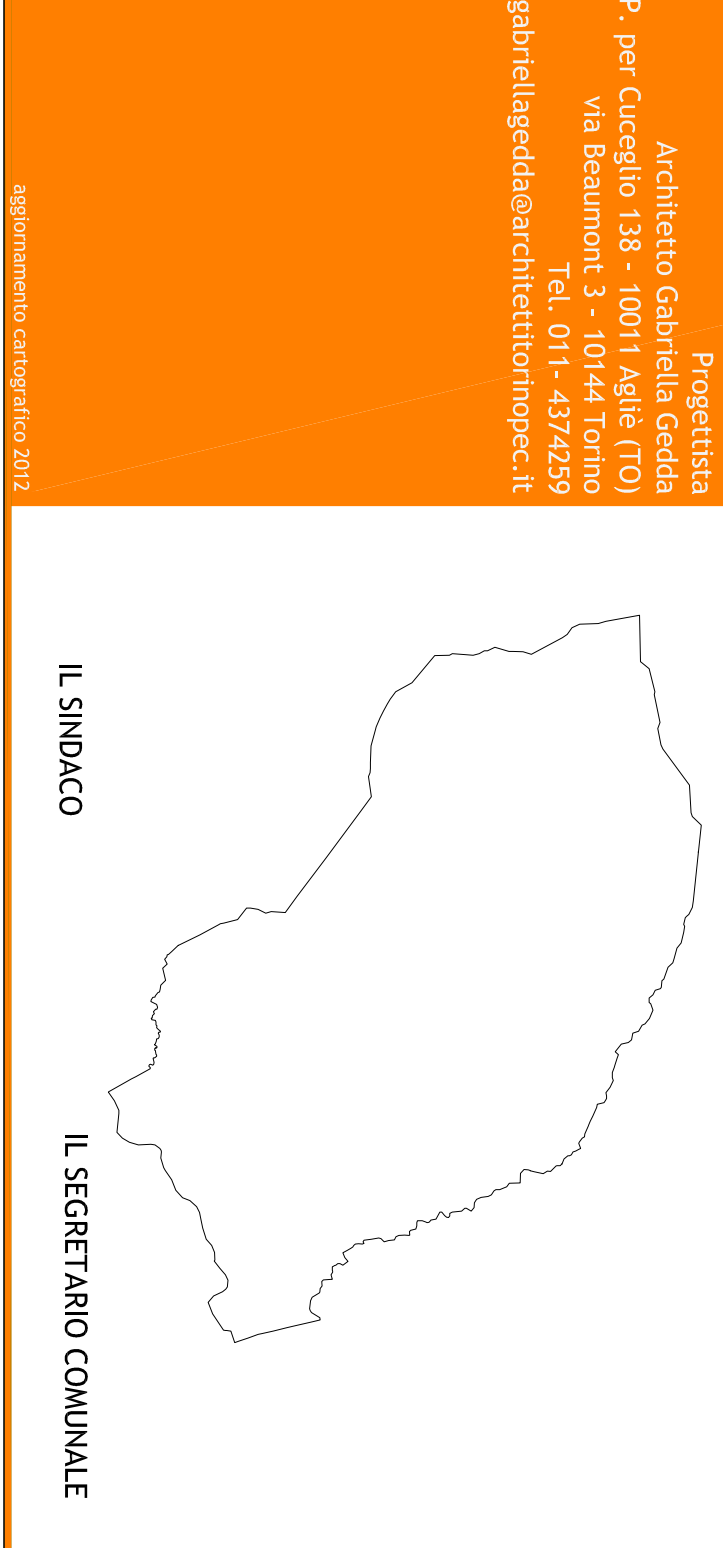 Progettista
Architetto Gabriella Gedda
P. per Cuceglio 138 - 10011 Agliè (TO)
via Beaumont 3 - 10144 Torino
Tel. 011- 4374259
gabriellagedda@architettitorinopec.it
aggiornamento cartografico 2012
IL SINDACO
IL SEGRETARIO COMUNALE